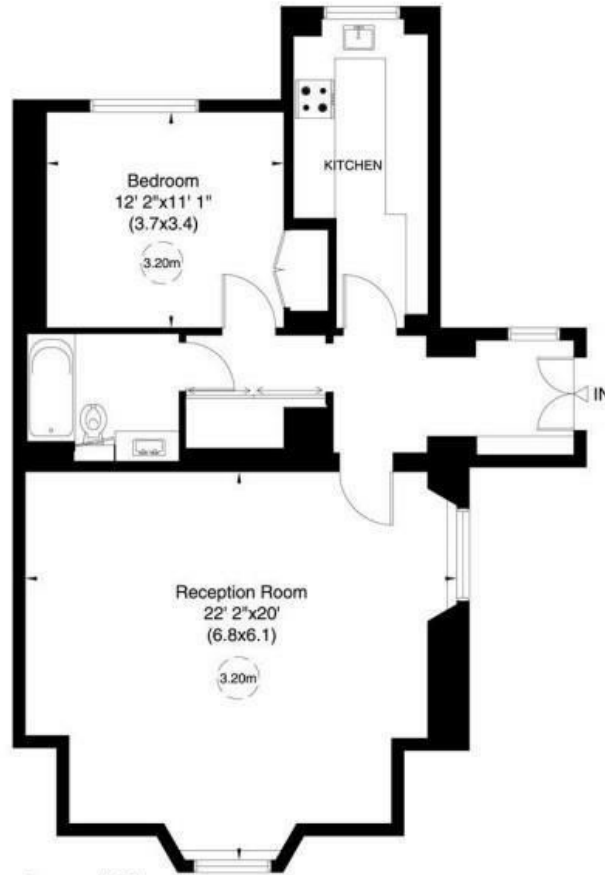 KITCHEN
Bedroom
12' 2"x11' 1"
(3.7x3.4)
3.20m
IN
Reception Room
22' 2"x20'
(6.8x6.1)
3.20m